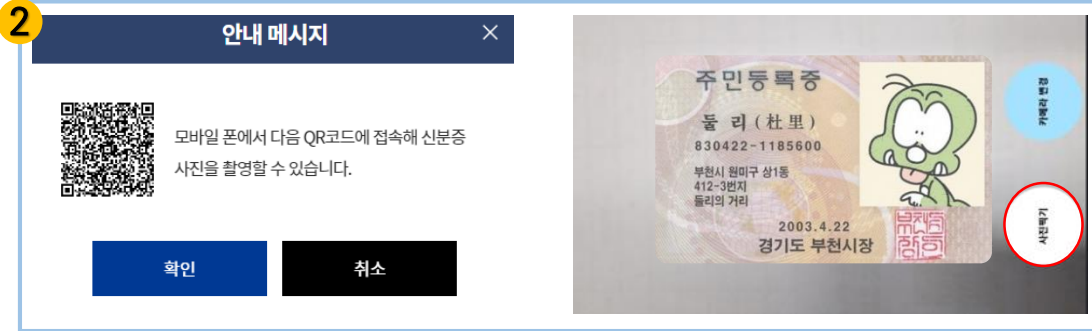 2
안내 메시지
모바일 폰에서 다음 QR코드에 접속해 신분증
사진을 촬영할 수 있습니다.
확인
취소
주민등록증
둘 리(杜里)
830422-1185600
부천시 원미구 상1동
412-3번지
둘리의 거리
2003.4.22
경기도 부천시장
카메라 변경
사진찍기